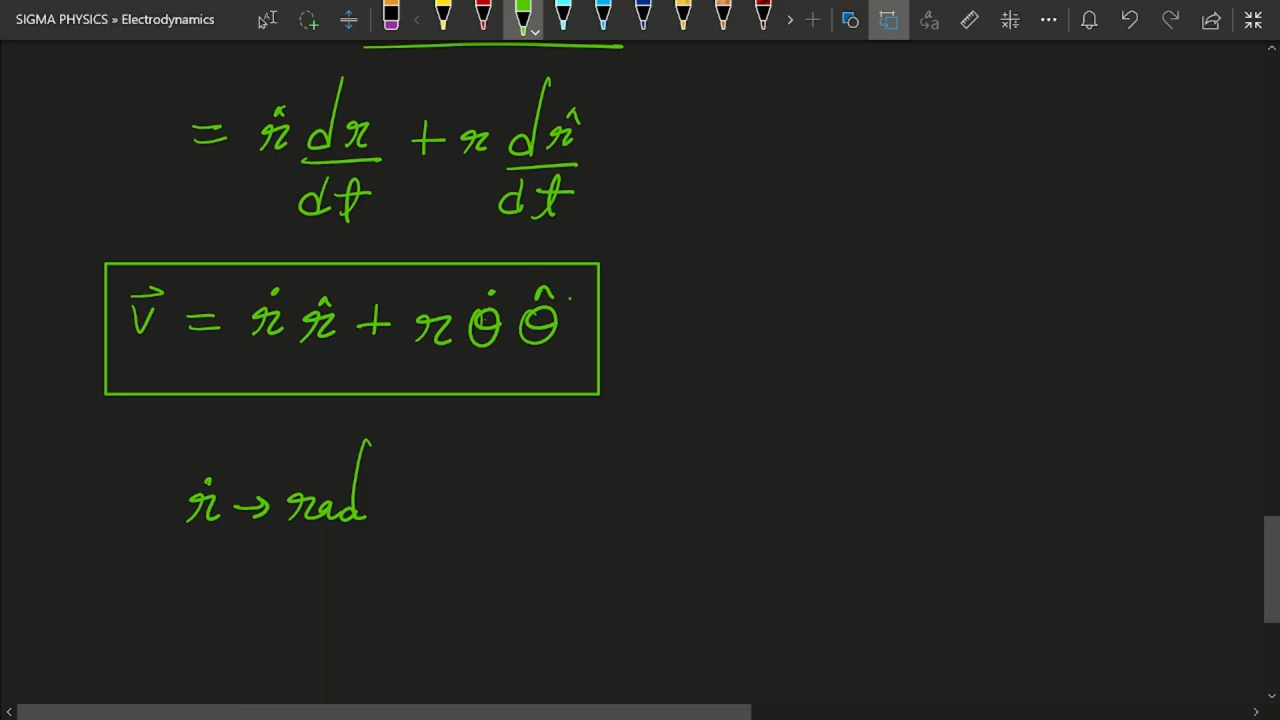 SIGMA PHYSICS » Electrodynamics
= r̂ dr/dt + r dr̂/dt
v⃗ = ṙ r̂ + r θ̇ θ̂
ṙ → rad